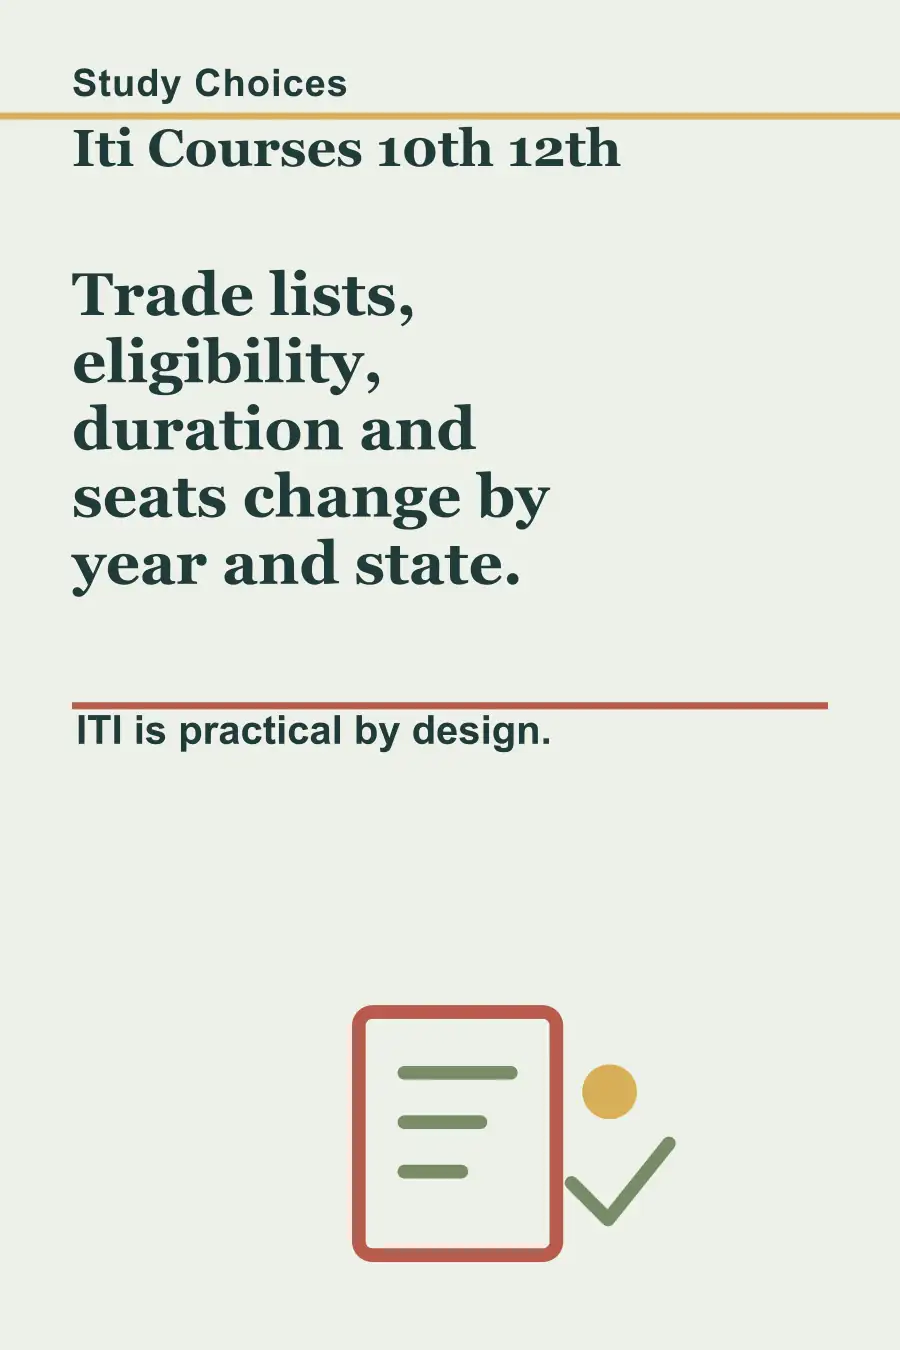 Study Choices
Iti Courses 10th 12th
Trade lists,
eligibility,
duration and
seats change by
year and state.
ITI is practical by design.